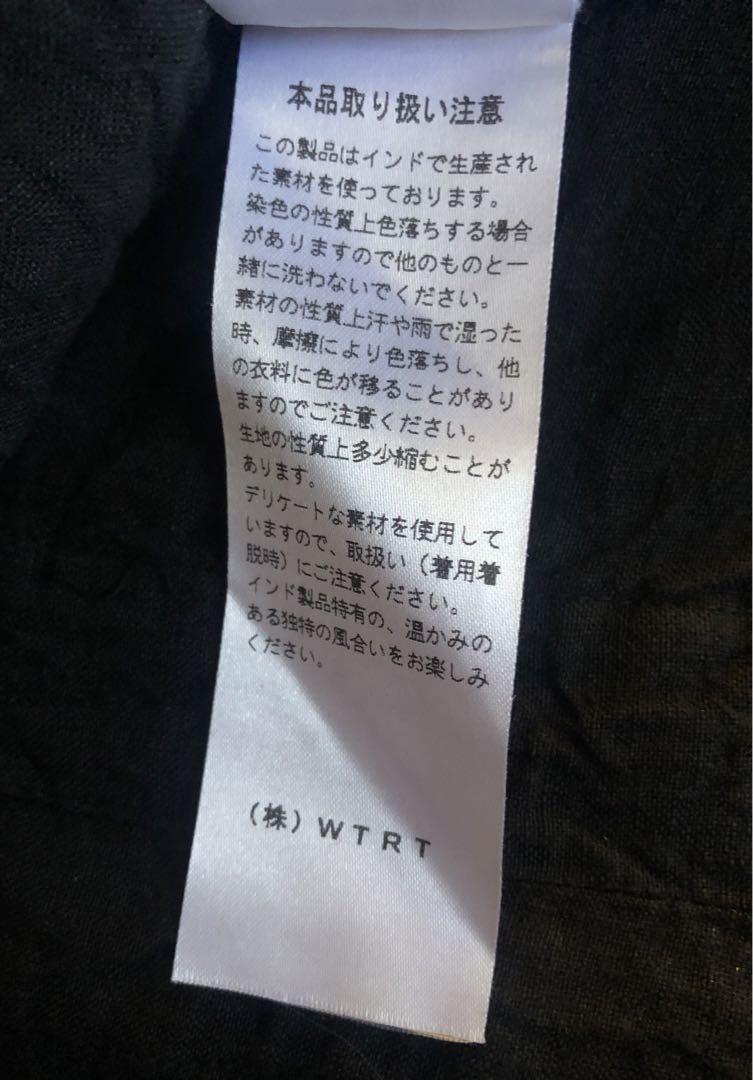 本品取り扱い注意
この製品はインドで生産され
た素材を使っております。
染色の性質上色落ちする場合
がありますので他のものと一
緒に洗わないでください。
素材の性質上汗や雨で湿った
時、摩擦により色落ちし、他
の衣料に色が移ることがあり
ますのでご注意ください。
生地の性質上多少縮むことが
あります。
デリケートな素材を使用して
いますので、取扱い（着用着
脱時）にご注意ください。
インド製品特有の、温かみの
ある独特の風合いをお楽しみ
ください。
（株）WTRT